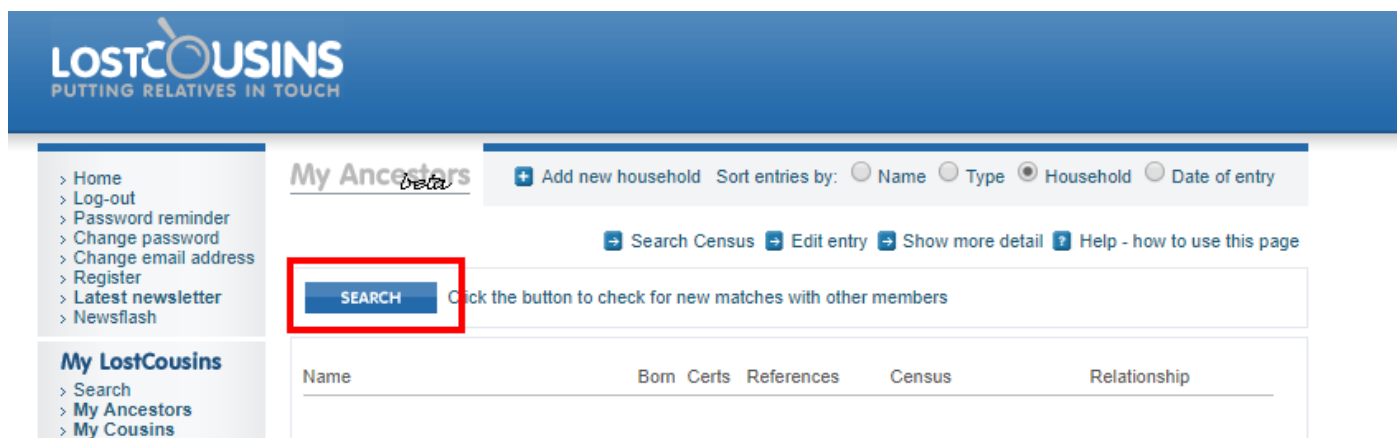 LOSTCOUSINS
PUTTING RELATIVES IN TOUCH
> Home
> Log-out
> Password reminder
> Change password
> Change email address
> Register
> Latest newsletter
> Newsflash
My LostCousins
> Search
> My Ancestors
> My Cousins
My Ancestors
beta
Add new household Sort entries by: Name Type Household Date of entry
Search Census Edit entry Show more detail ? Help - how to use this page
SEARCH Click the button to check for new matches with other members
Name Born Certs References Census Relationship